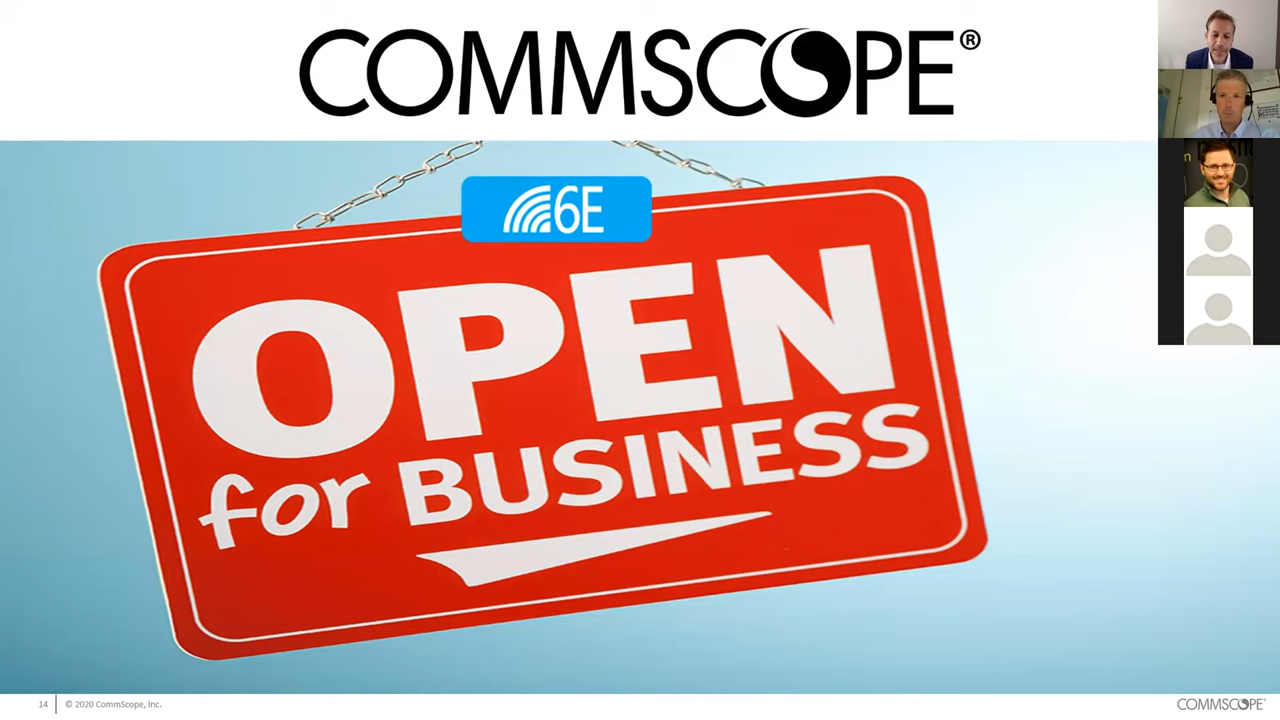 COMMSCOPE®
6E
OPEN
for BUSINESS
14
© 2020 CommScope, Inc.
COMMSCOPE®